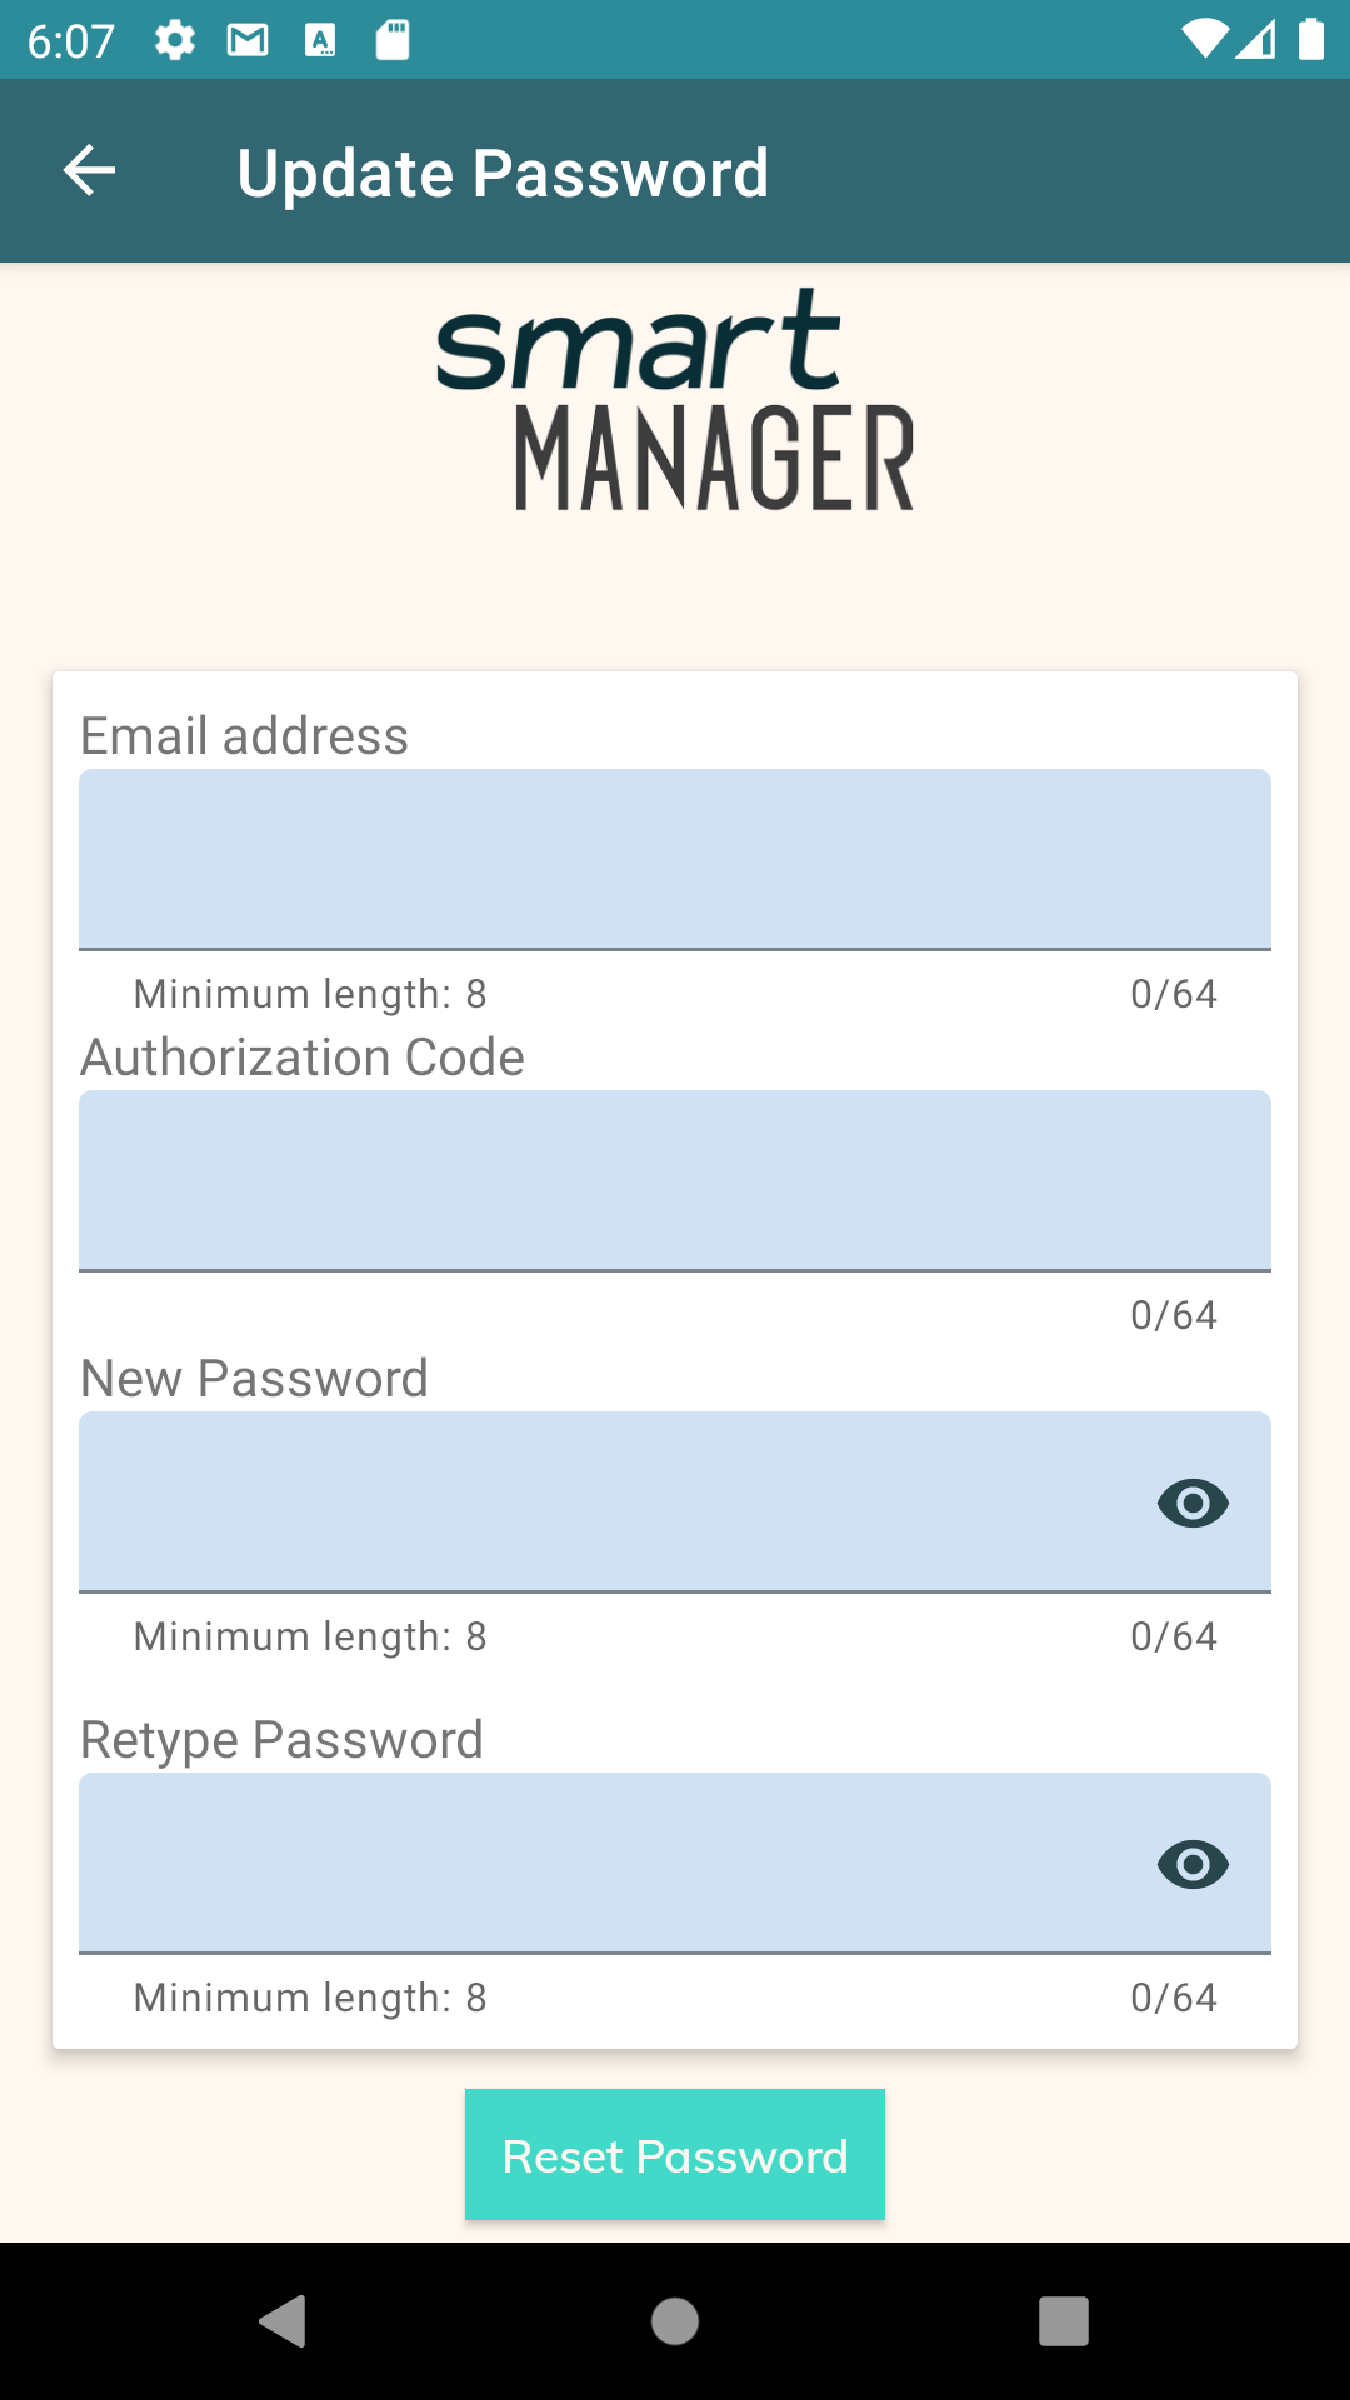 6:07
Update Password
smart
MANAGER
Email address
Minimum length: 8 0/64
Authorization Code
0/64
New Password
Minimum length: 8 0/64
Retype Password
Minimum length: 8 0/64
Reset Password